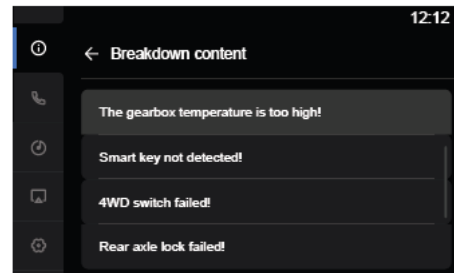 12:12
Breakdown content
The gearbox temperature is too high!
Smart key not detected!
4WD switch failed!
Rear axle lock failed!